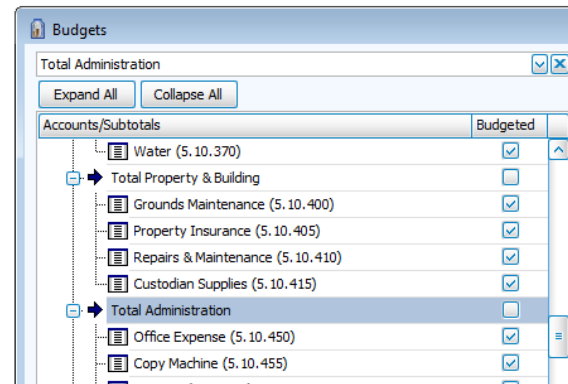 Budgets
Total Administration
Expand All Collapse All
Accounts/Subtotals Budgeted
Water (5.10.370)
Total Property & Building
Grounds Maintenance (5.10.400)
Property Insurance (5.10.405)
Repairs & Maintenance (5.10.410)
Custodian Supplies (5.10.415)
Total Administration
Office Expense (5.10.450)
Copy Machine (5.10.455)